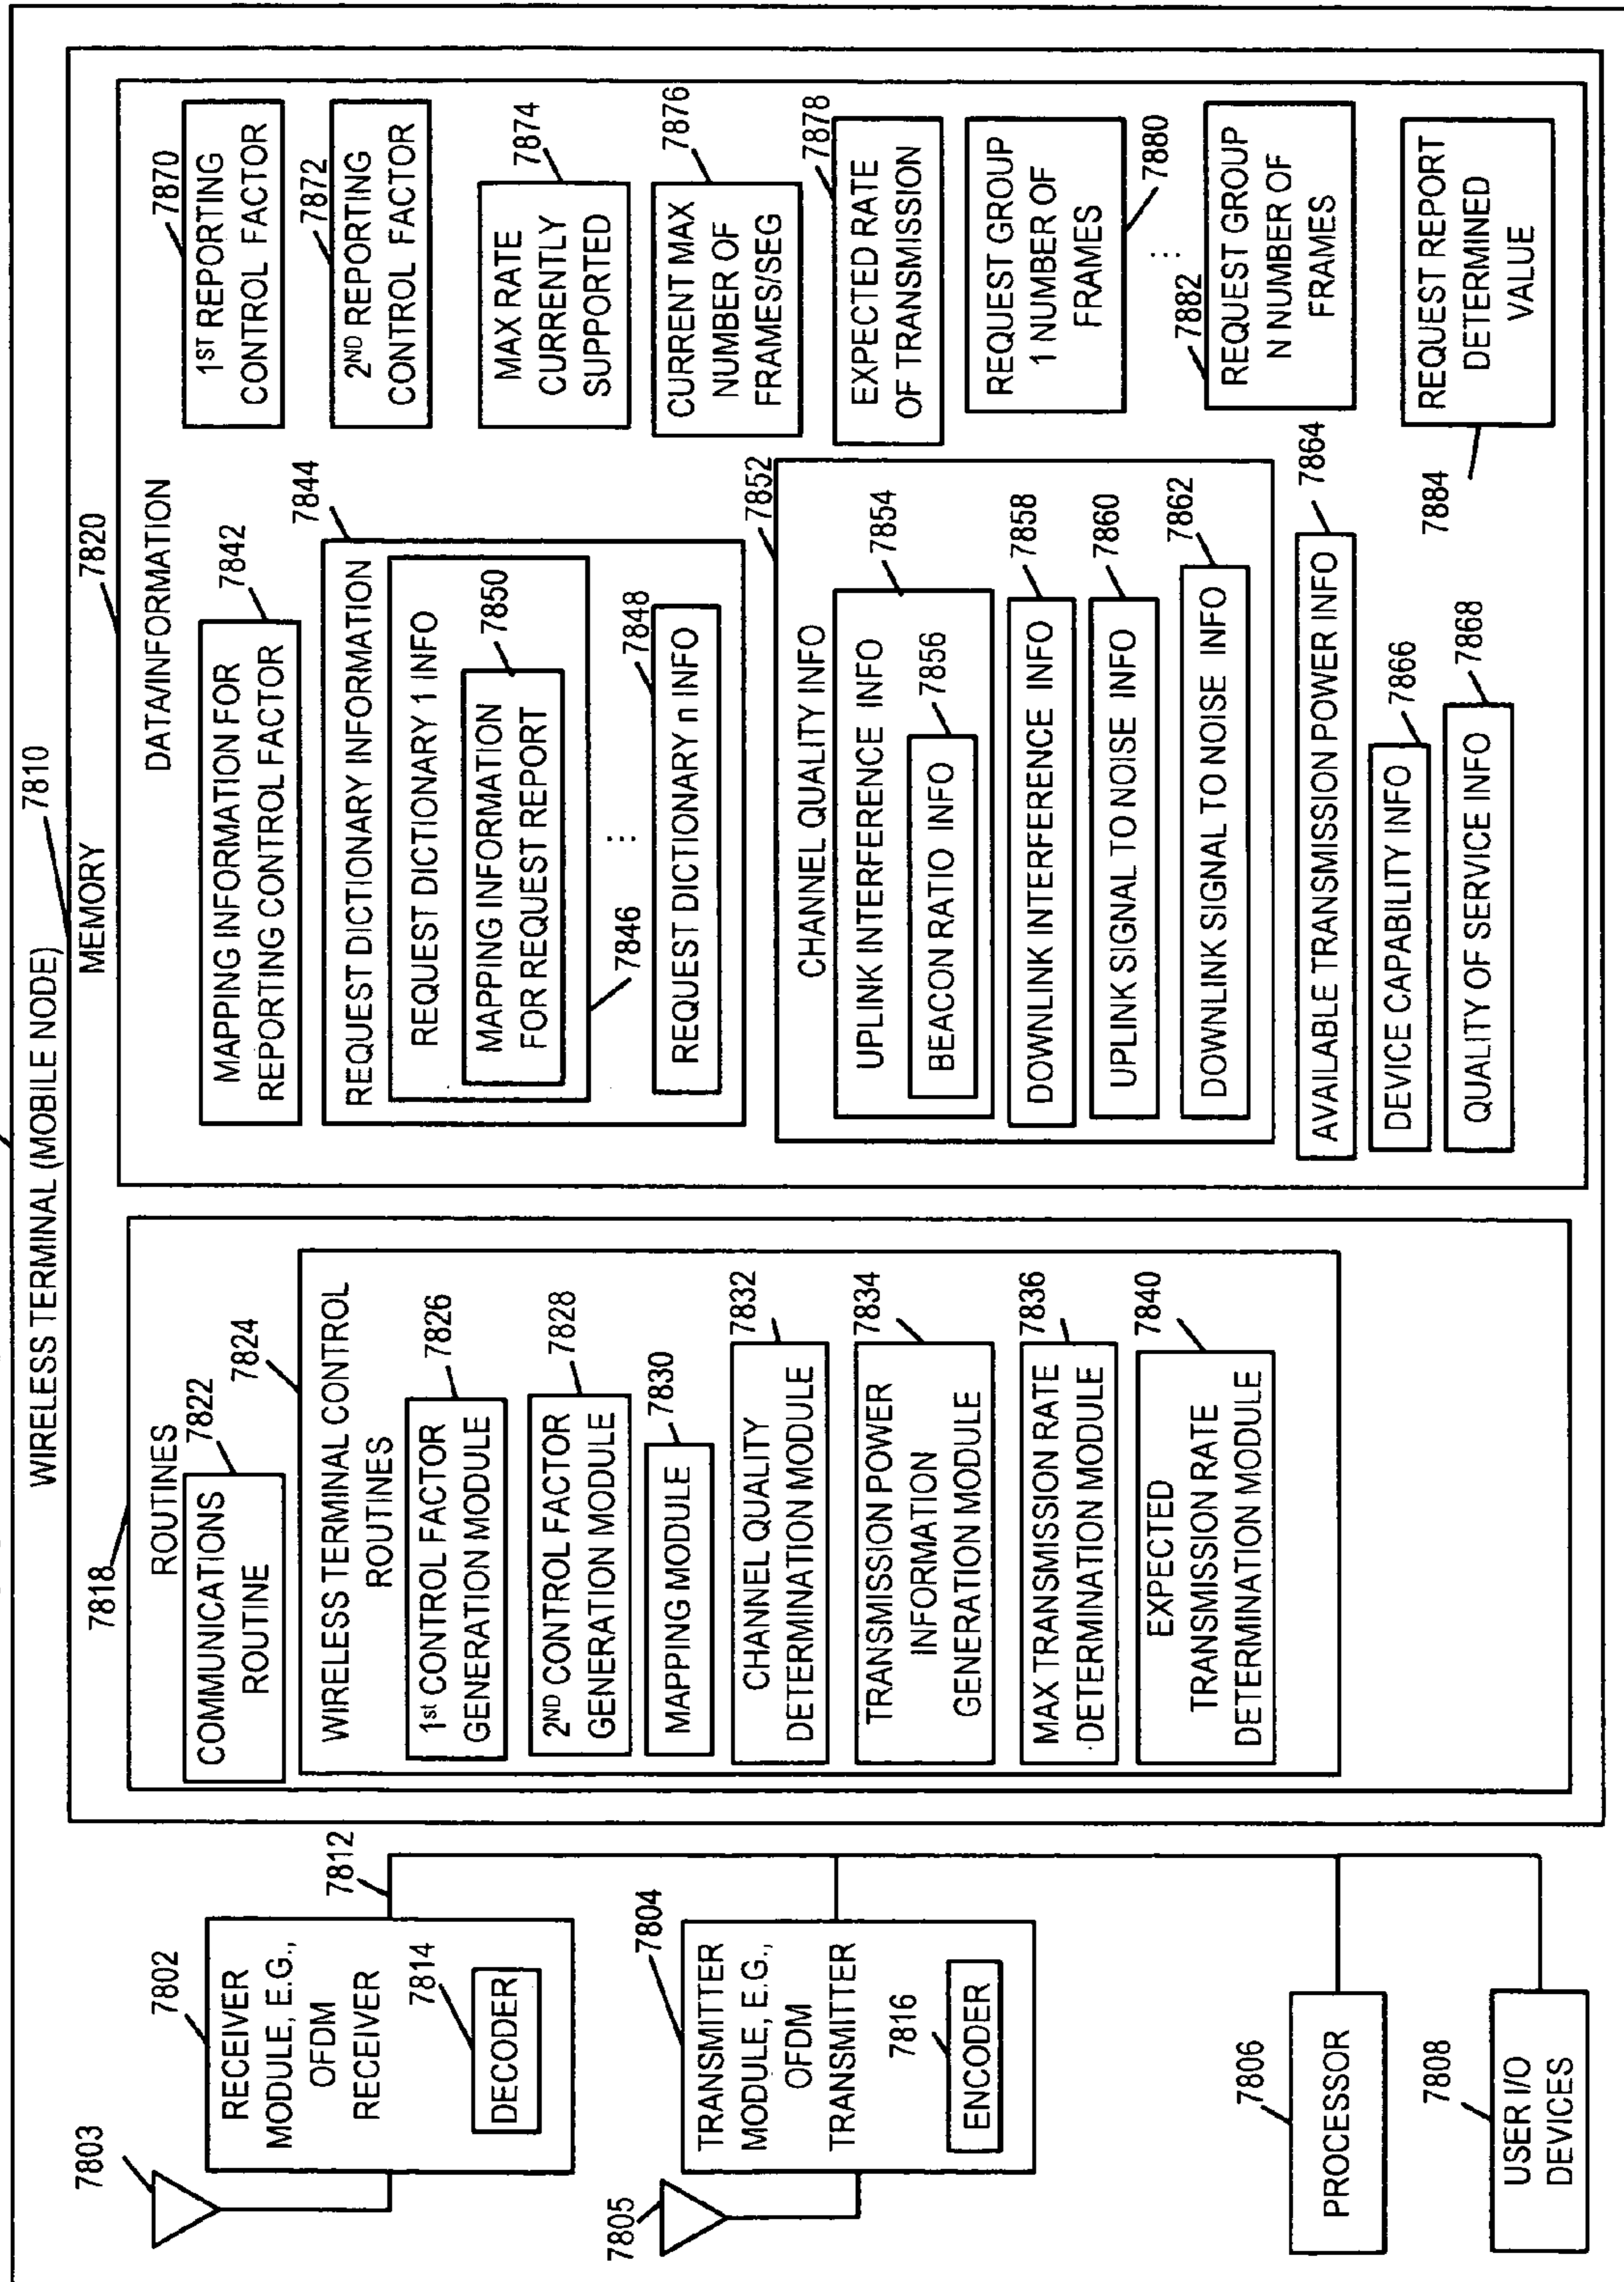 WIRELESS TERMINAL (MOBILE NODE)
7803
7802
RECEIVER
MODULE, E.G.,
OFDM
RECEIVER
7814
DECODER
7812
7805
7804
TRANSMITTER
MODULE, E.G.,
OFDM
TRANSMITTER
7816
ENCODER
7806
PROCESSOR
7808
USER I/O
DEVICES
7810
MEMORY
7818
ROUTINES
7822
COMMUNICATIONS
ROUTINE
7824
WIRELESS TERMINAL CONTROL
ROUTINES
7826
1st CONTROL FACTOR
GENERATION MODULE
7828
2ND CONTROL FACTOR
GENERATION MODULE
7830
MAPPING MODULE
7832
CHANNEL QUALITY
DETERMINATION MODULE
7834
TRANSMISSION POWER
INFORMATION
GENERATION MODULE
7836
MAX TRANSMISSION RATE
DETERMINATION MODULE
7840
EXPECTED
TRANSMISSION RATE
DETERMINATION MODULE
7820
DATA/INFORMATION
7842
MAPPING INFORMATION FOR
REPORTING CONTROL FACTOR
7844
REQUEST DICTIONARY INFORMATION
REQUEST DICTIONARY 1 INFO
7850
MAPPING INFORMATION
FOR REQUEST REPORT
7846
⋮
7848
REQUEST DICTIONARY n INFO
7852
CHANNEL QUALITY INFO
7854
UPLINK INTERFERENCE INFO
7856
BEACON RATIO INFO
7858
DOWNLINK INTERFERENCE INFO
7860
UPLINK SIGNAL TO NOISE INFO
7862
DOWNLINK SIGNAL TO NOISE INFO
7864
AVAILABLE TRANSMISSION POWER INFO
7866
DEVICE CAPABILITY INFO
7868
QUALITY OF SERVICE INFO
7870
1ST REPORTING
CONTROL FACTOR
7872
2ND REPORTING
CONTROL FACTOR
7874
MAX RATE
CURRENTLY
SUPPORTED
7876
CURRENT MAX
NUMBER OF
FRAMES/SEG
7878
EXPECTED RATE
OF TRANSMISSION
REQUEST GROUP
1 NUMBER OF
FRAMES
7880
⋮
7882
REQUEST GROUP
N NUMBER OF
FRAMES
7884
REQUEST REPORT
DETERMINED
VALUE